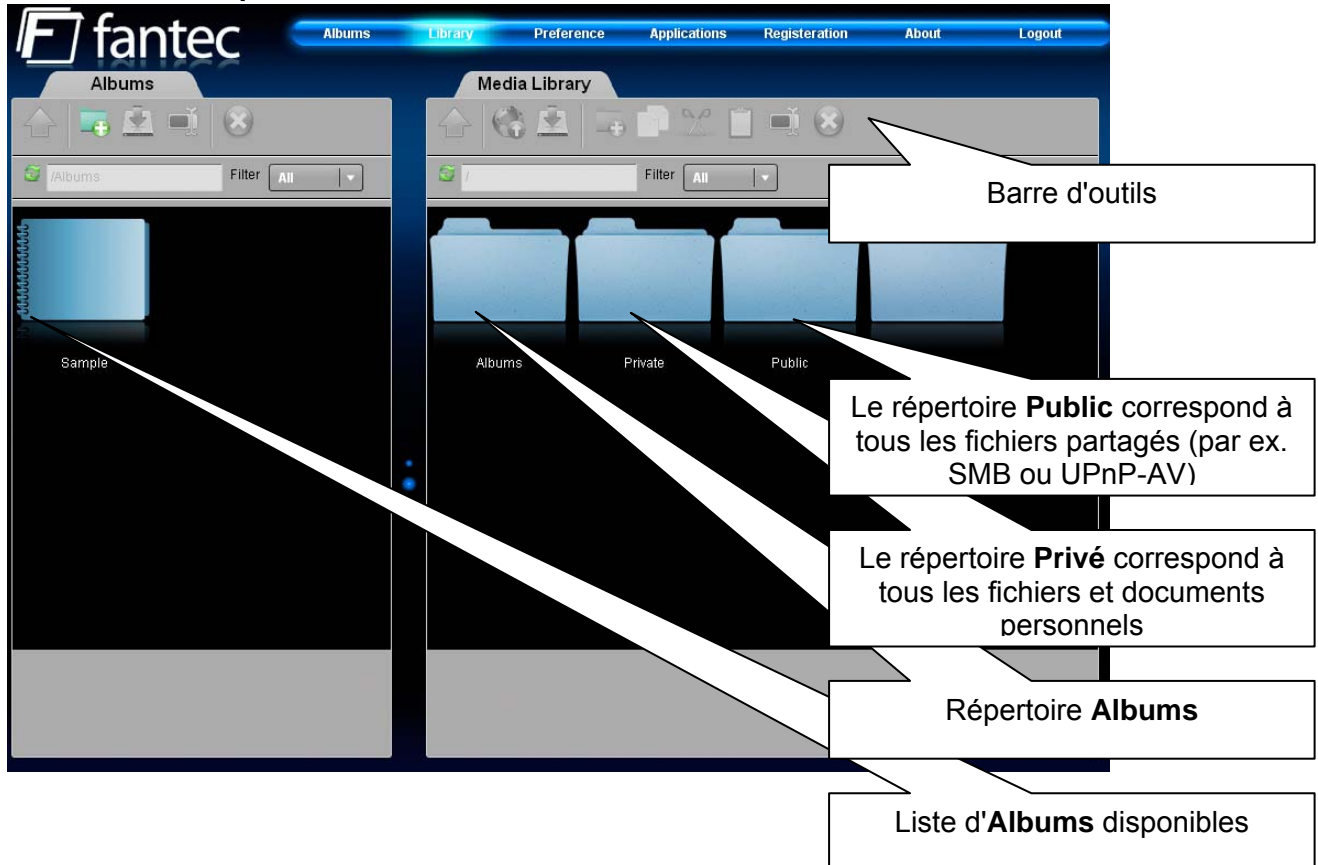 fantec
Albums Library Preference Applications Registeration About Logout
Albums
Media Library
/Albums
Filter
All
/
Filter
All
Barre d'outils
Sample
Albums
Private
Public
Le répertoire Public correspond à
tous les fichiers partagés (par ex.
SMB ou UPnP-AV)
Le répertoire Privé correspond à
tous les fichiers et documents
personnels
Répertoire Albums
Liste d'Albums disponibles